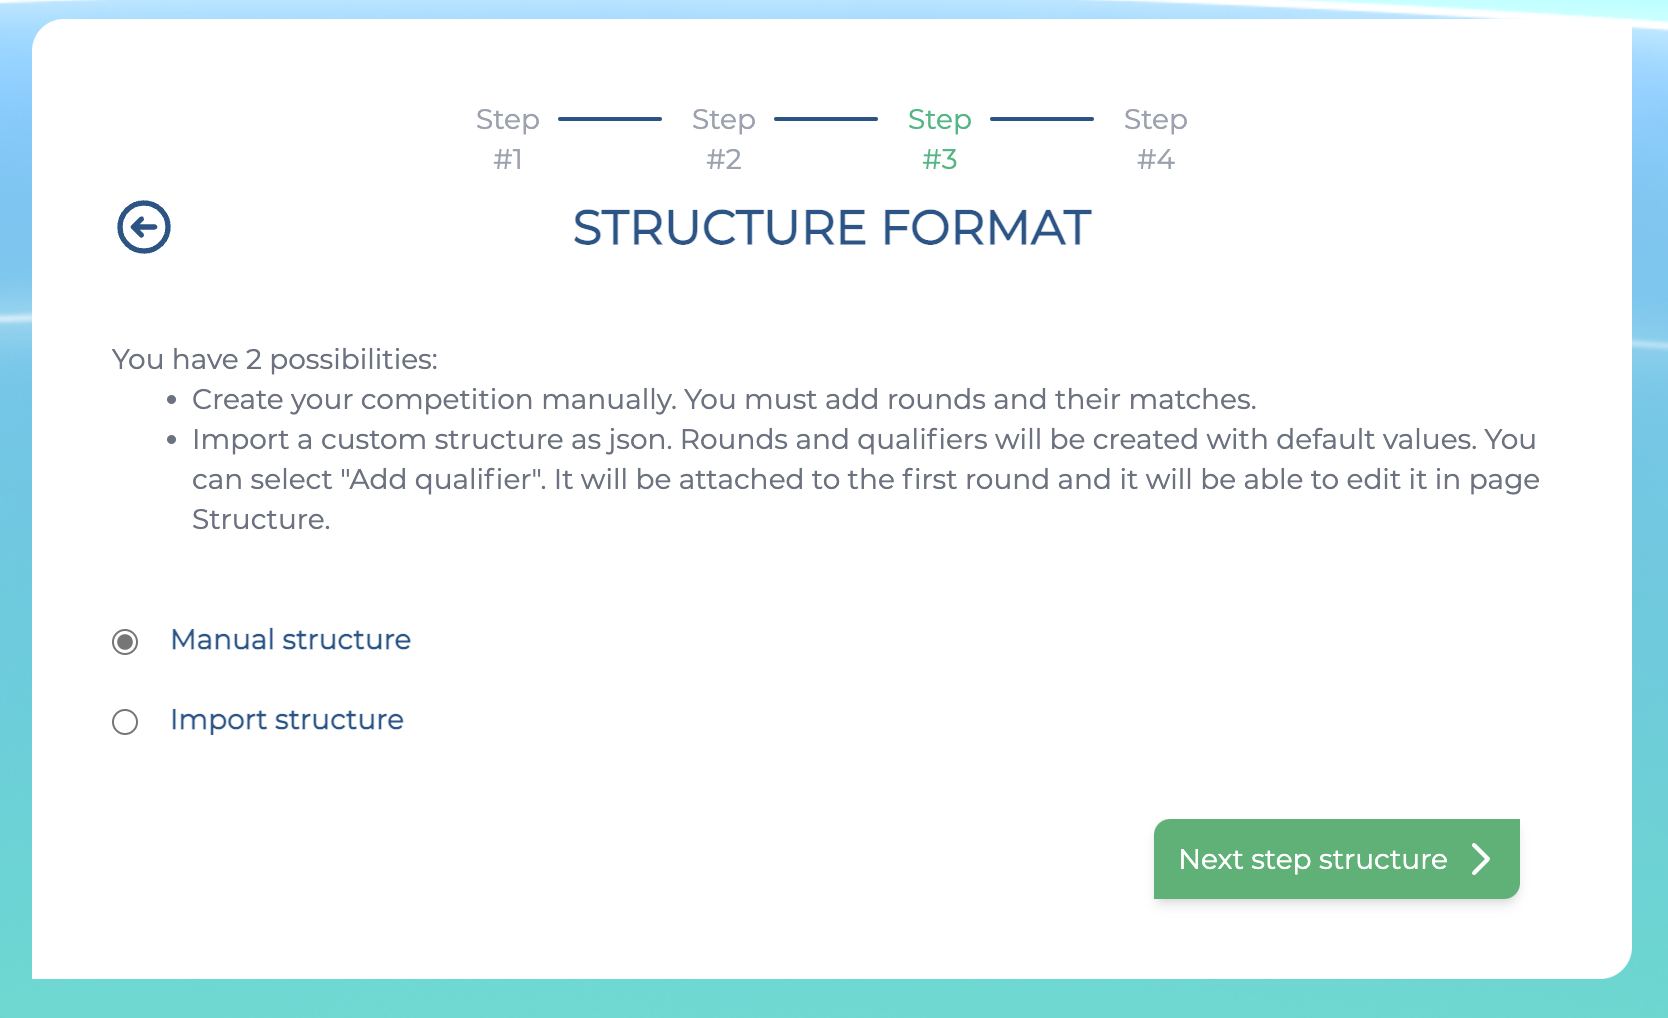 Step Step Step Step
#1 #2 #3 #4
STRUCTURE FORMAT
You have 2 possibilities:
• Create your competition manually. You must add rounds and their matches.
• Import a custom structure as json. Rounds and qualifiers will be created with default values. You
can select "Add qualifier". It will be attached to the first round and it will be able to edit it in page
Structure.
Manual structure
Import structure
Next step structure